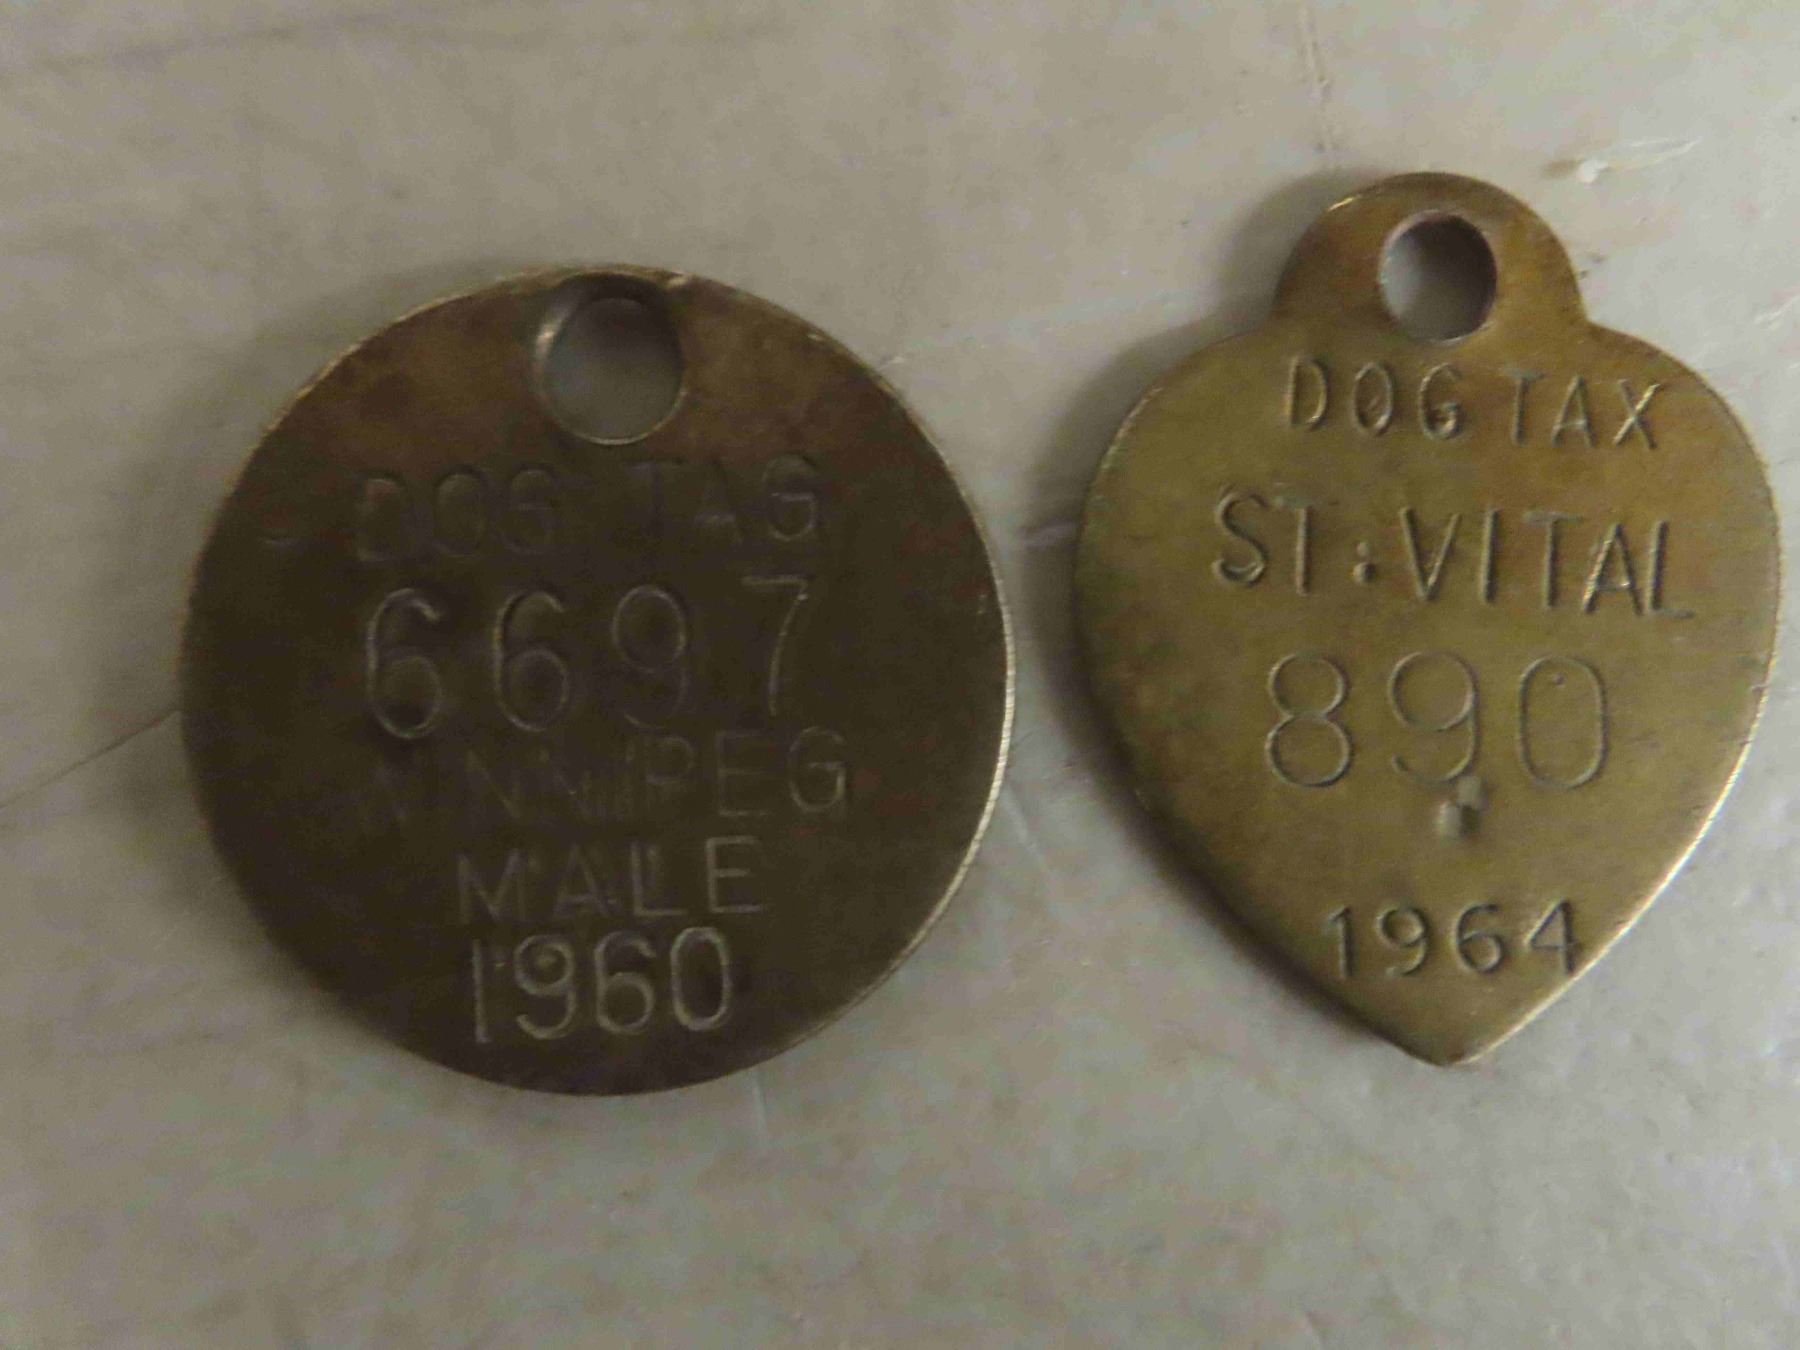 DOG TAG
6697
WINNIPEG
MALE
1960
DOG TAX
ST: VITAL
890
1964